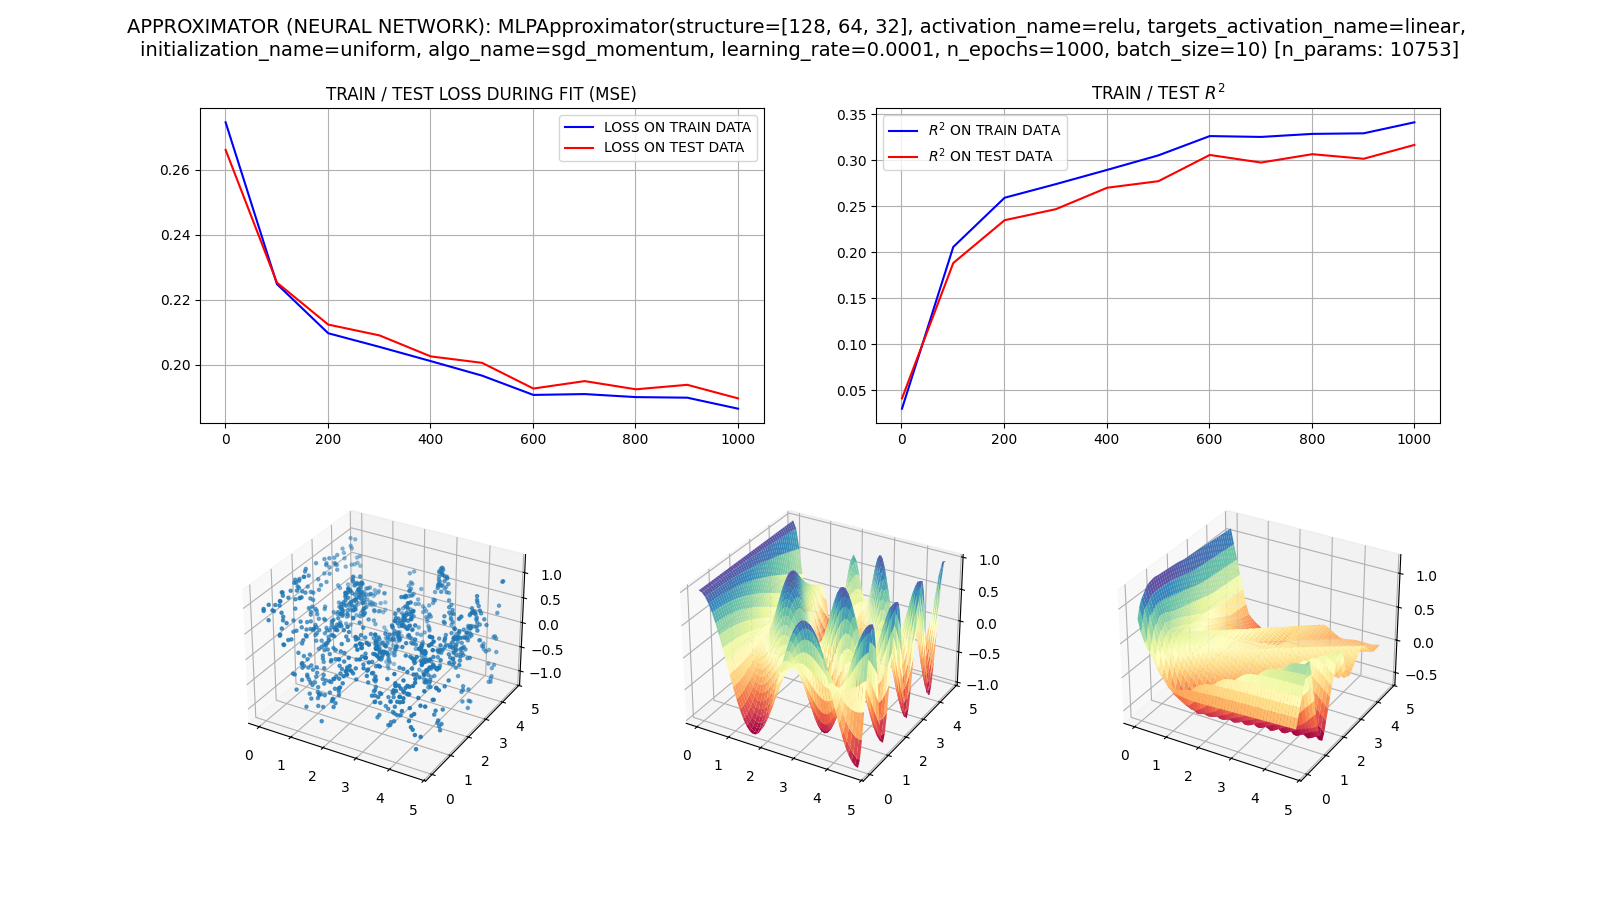 APPROXIMATOR (NEURAL NETWORK): MLPApproximator(structure=[128, 64, 32], activation_name=relu, targets_activation_name=linear,
initialization_name=uniform, algo_name=sgd_momentum, learning_rate=0.0001, n_epochs=1000, batch_size=10) [n_params: 10753]
TRAIN / TEST LOSS DURING FIT (MSE)
LOSS ON TRAIN DATA
LOSS ON TEST DATA
0.26
0.24
0.22
0.20
0 200 400 600 800 1000
TRAIN / TEST R²
R² ON TRAIN DATA
R² ON TEST DATA
0.35
0.30
0.25
0.20
0.15
0.10
0.05
0 200 400 600 800 1000
1.0
0.5
0.0
−0.5
−1.0
0 1 2 3 4 5
0 1 2 3 4 5
1.0
0.5
0.0
−0.5
−1.0
0 1 2 3 4 5
0 1 2 3 4 5
1.0
0.5
0.0
−0.5
0 1 2 3 4 5
0 1 2 3 4 5